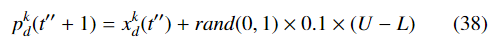 p_d^k(t'' + 1) = x_d^k(t'') + rand(0, 1) × 0.1 × (U − L) (38)